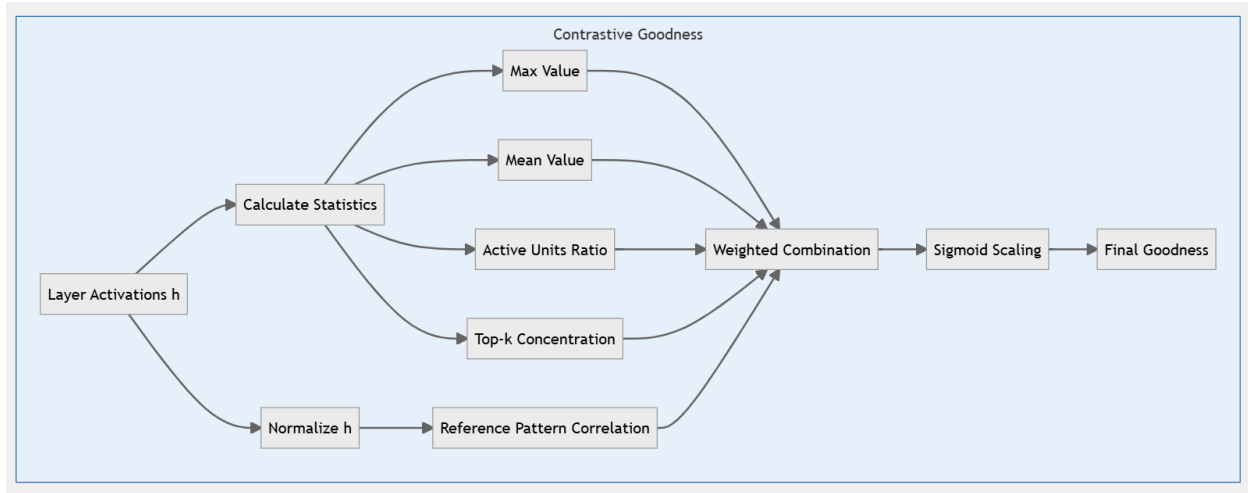 Contrastive Goodness
Max Value
Mean Value
Calculate Statistics
Active Units Ratio
Weighted Combination
Sigmoid Scaling
Final Goodness
Layer Activations h
Top-k Concentration
Normalize h
Reference Pattern Correlation